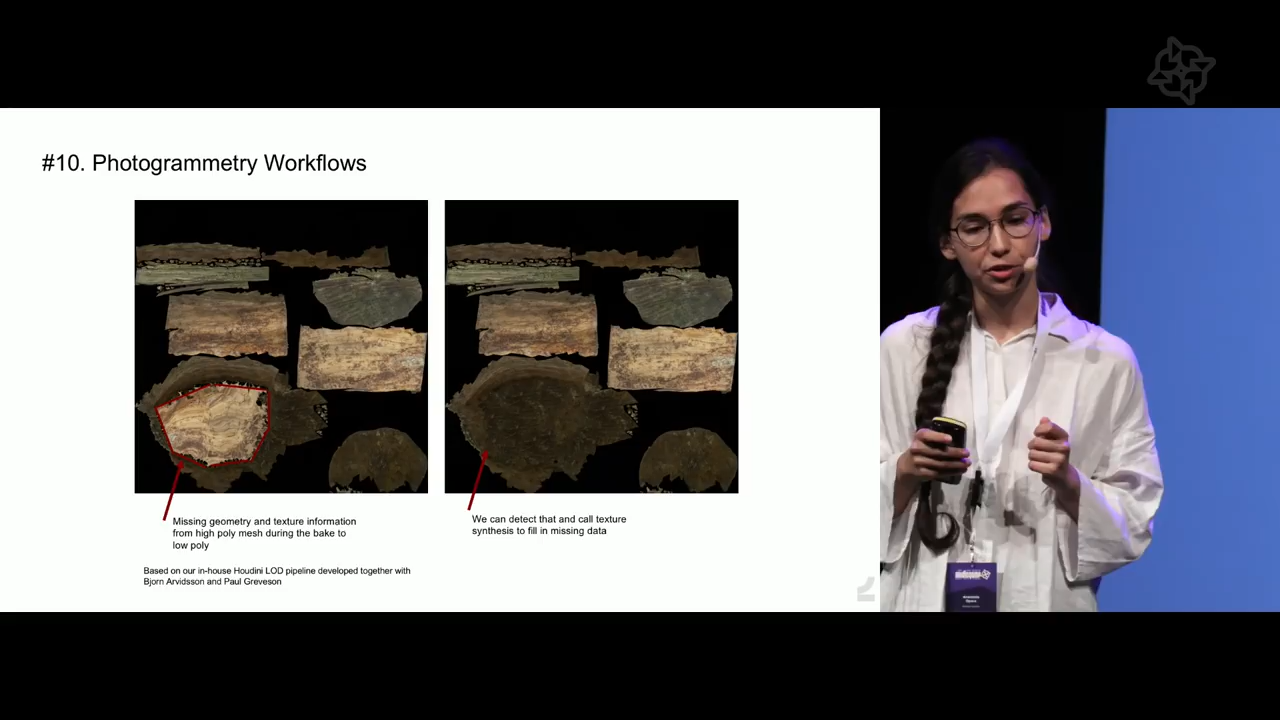 #10. Photogrammetry Workflows
Missing geometry and texture information
from high poly mesh during the bake to
low poly
We can detect that and call texture
synthesis to fill in missing data
Based on our in-house Houdini LOD pipeline developed together with
Bjorn Arvidsson and Paul Greveson